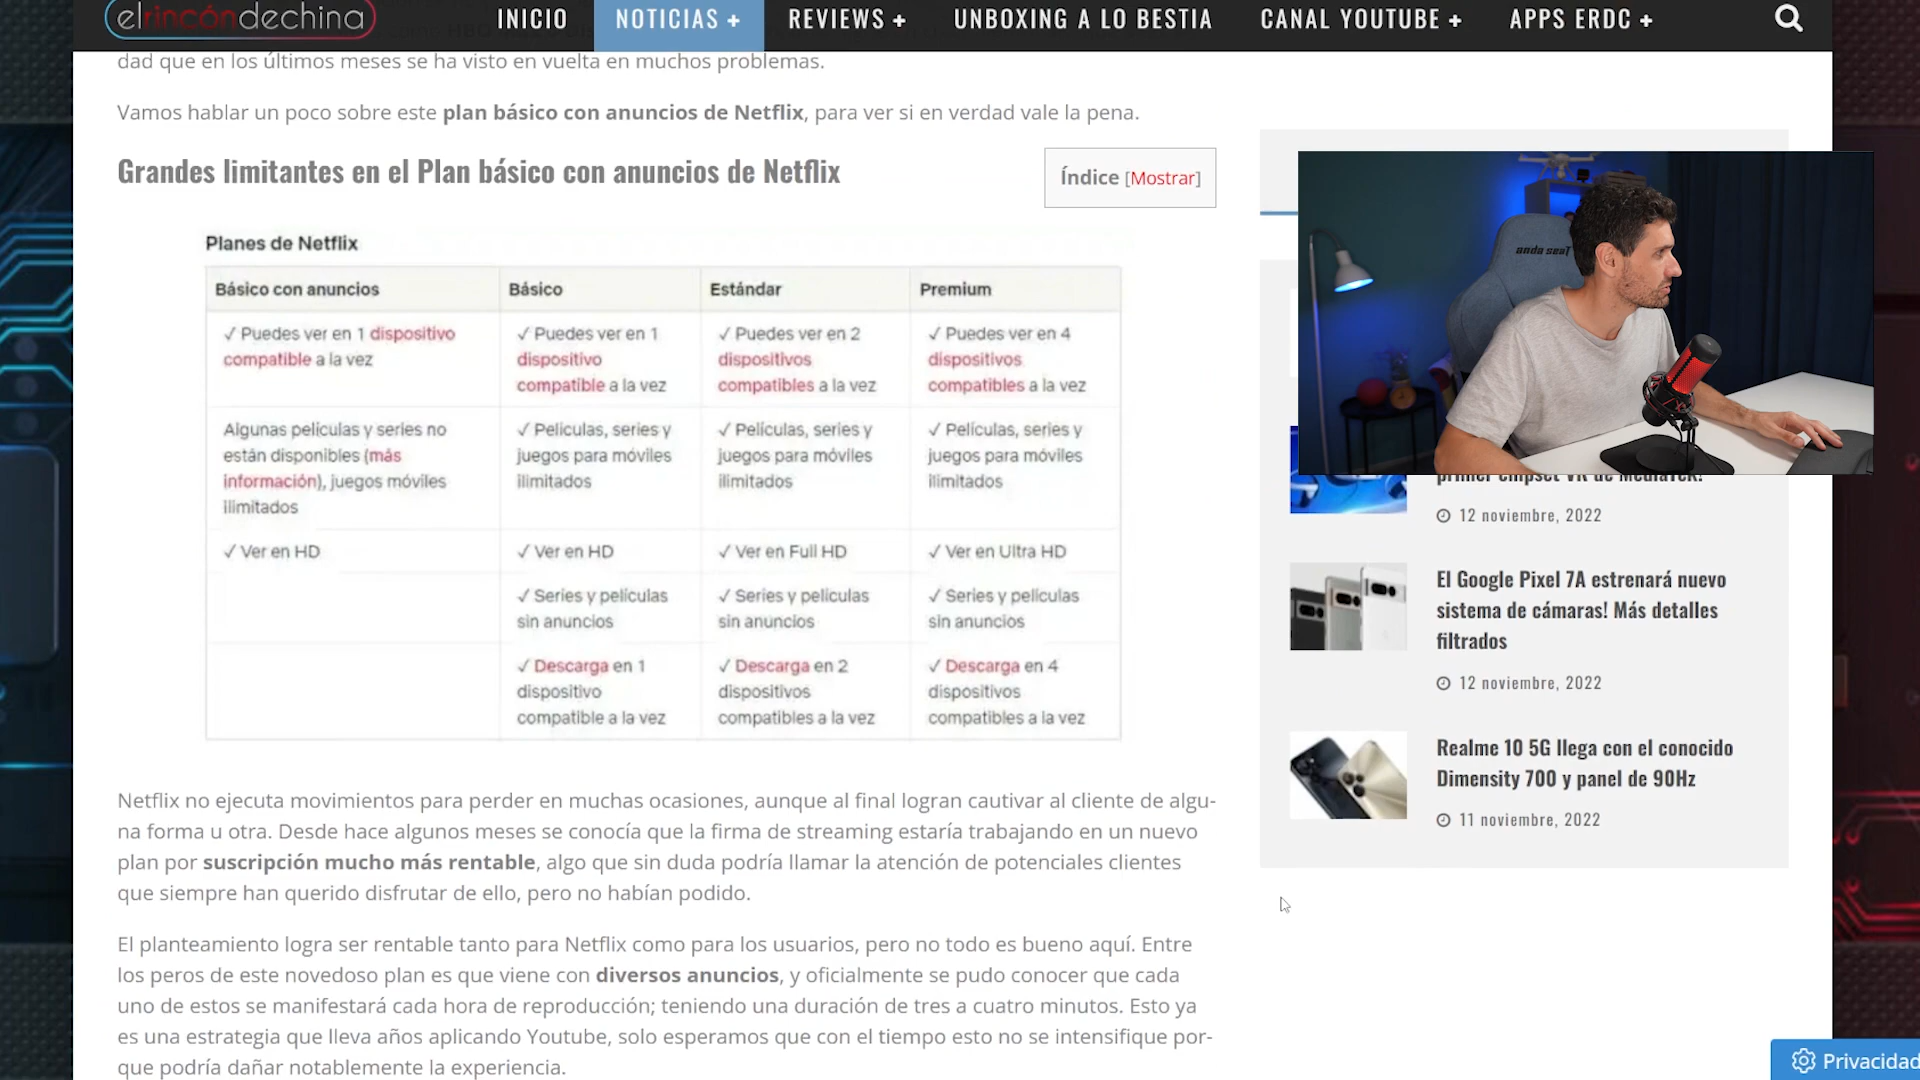 elrincóndechina
INICIO
NOTICIAS +
REVIEWS +
UNBOXING A LO BESTIA
CANAL YOUTUBE +
APPS ERDC +
dad que en los últimos meses se ha visto en vuelta en muchos problemas.
Vamos hablar un poco sobre este plan básico con anuncios de Netflix, para ver si en verdad vale la pena.
Grandes limitantes en el Plan básico con anuncios de Netflix
Índice [Mostrar]
Planes de Netflix
Básico con anuncios
Básico
Estándar
Premium
✓ Puedes ver en 1 dispositivo
compatible a la vez
✓ Puedes ver en 1
dispositivo
compatible a la vez
✓ Puedes ver en 2
dispositivos
compatibles a la vez
✓ Puedes ver en 4
dispositivos
compatibles a la vez
Algunas películas y series no
están disponibles (más
información), juegos móviles
ilimitados
✓ Películas, series y
juegos para móviles
ilimitados
✓ Películas, series y
juegos para móviles
ilimitados
✓ Películas, series y
juegos para móviles
ilimitados
✓ Ver en HD
✓ Ver en HD
✓ Ver en Full HD
✓ Ver en Ultra HD
✓ Series y películas
sin anuncios
✓ Series y películas
sin anuncios
✓ Series y películas
sin anuncios
✓ Descarga en 1
dispositivo
compatible a la vez
✓ Descarga en 2
dispositivos
compatibles a la vez
✓ Descarga en 4
dispositivos
compatibles a la vez
Netflix no ejecuta movimientos para perder en muchas ocasiones, aunque al final logran cautivar al cliente de algu-
na forma u otra. Desde hace algunos meses se conocía que la firma de streaming estaría trabajando en un nuevo
plan por suscripción mucho más rentable, algo que sin duda podría llamar la atención de potenciales clientes
que siempre han querido disfrutar de ello, pero no habían podido.
El planteamiento logra ser rentable tanto para Netflix como para los usuarios, pero no todo es bueno aquí. Entre
los peros de este novedoso plan es que viene con diversos anuncios, y oficialmente se pudo conocer que cada
uno de estos se manifestará cada hora de reproducción; teniendo una duración de tres a cuatro minutos. Esto ya
es una estrategia que lleva años aplicando Youtube, solo esperamos que con el tiempo esto no se intensifique por-
que podría dañar notablemente la experiencia.
anda seaT
primer chipset VR de MediaTek!
12 noviembre, 2022
El Google Pixel 7A estrenará nuevo
sistema de cámaras! Más detalles
filtrados
12 noviembre, 2022
Realme 10 5G llega con el conocido
Dimensity 700 y panel de 90Hz
11 noviembre, 2022
Privacidad